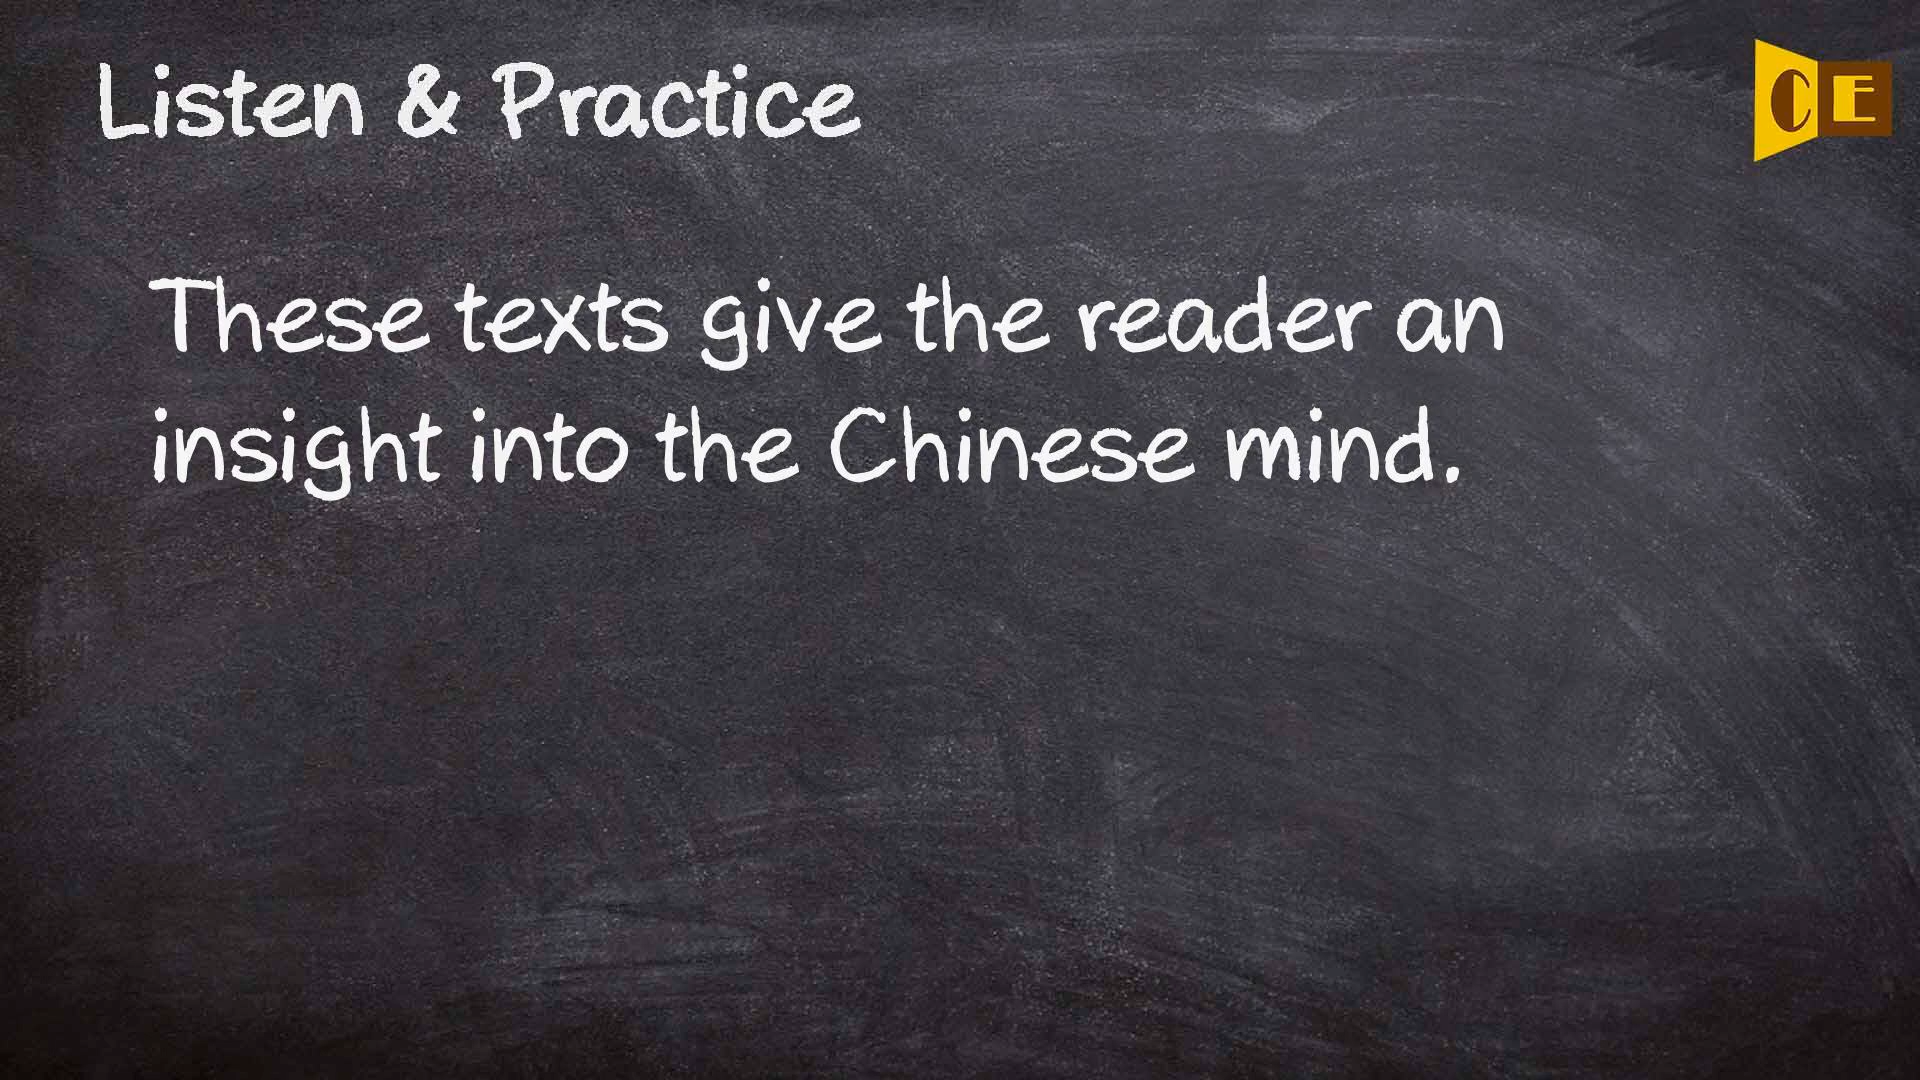 Listen & Practice
CE
These texts give the reader an
insight into the Chinese mind.